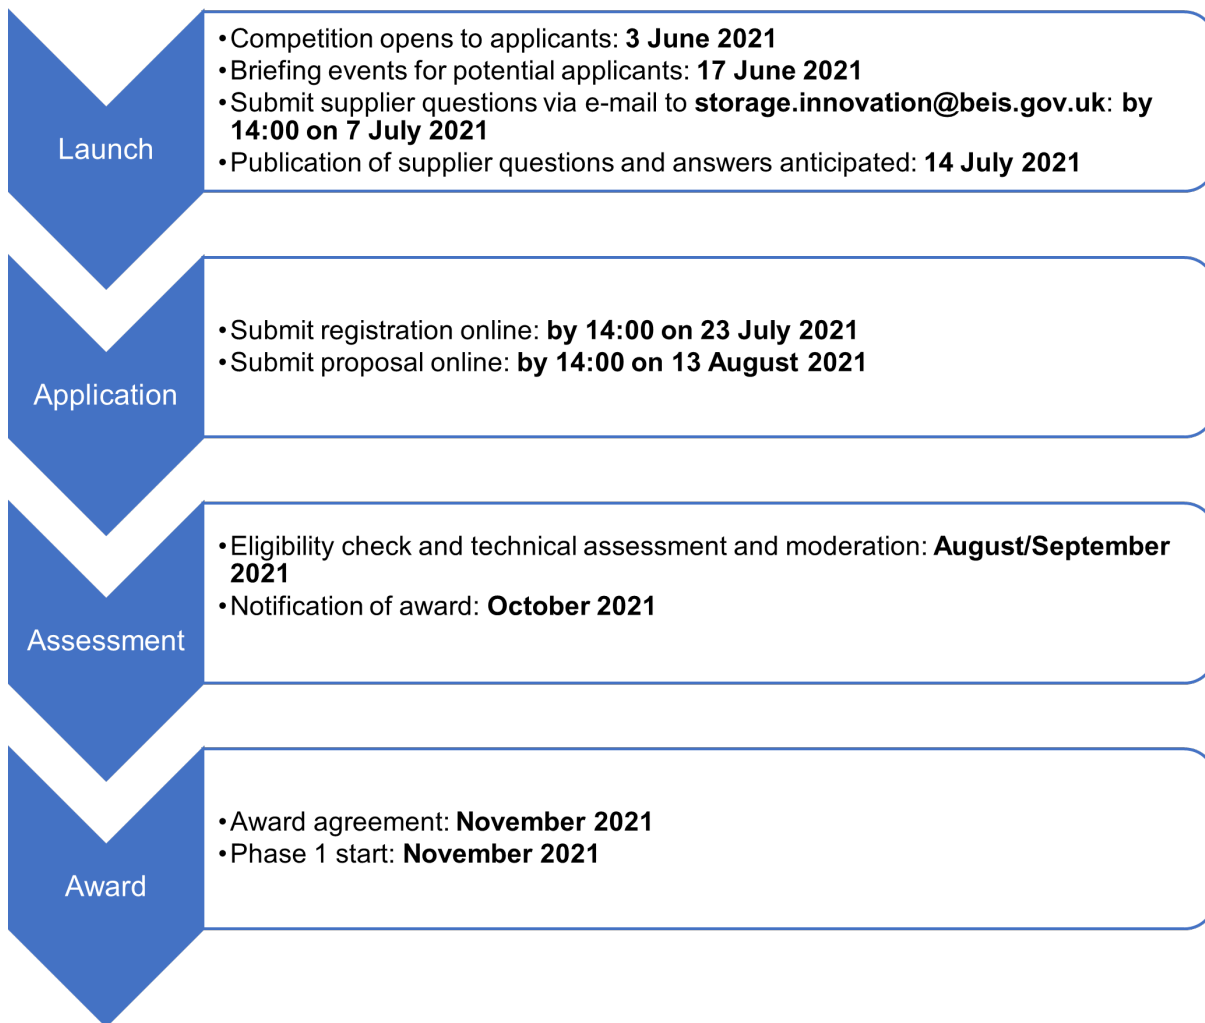 Launch
•Competition opens to applicants: 3 June 2021
•Briefing events for potential applicants: 17 June 2021
•Submit supplier questions via e-mail to storage.innovation@beis.gov.uk: by
14:00 on 7 July 2021
•Publication of supplier questions and answers anticipated: 14 July 2021
Application
•Submit registration online: by 14:00 on 23 July 2021
•Submit proposal online: by 14:00 on 13 August 2021
Assessment
•Eligibility check and technical assessment and moderation: August/September
2021
•Notification of award: October 2021
Award
•Award agreement: November 2021
•Phase 1 start: November 2021